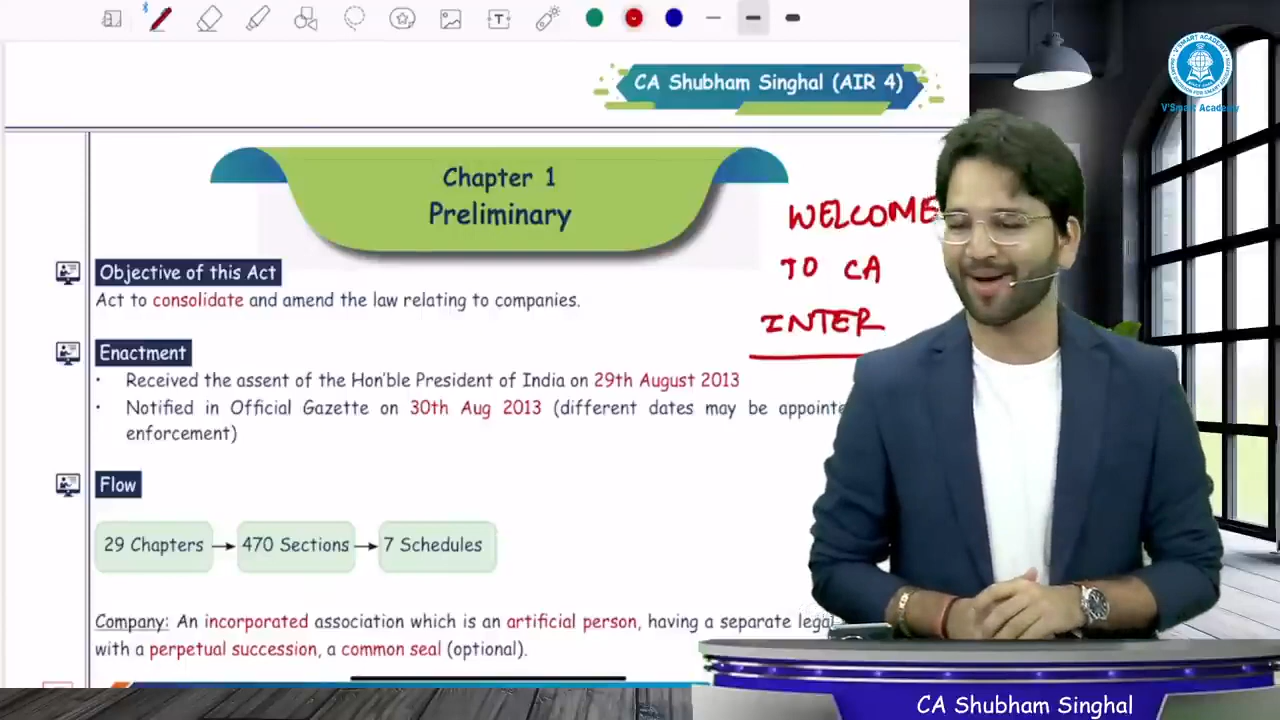 CA Shubham Singhal (AIR 4)
V'SMART ACADEMY
V'Smart Academy
Chapter 1
Preliminary
WELCOME
TO CA
INTER
Objective of this Act
Act to consolidate and amend the law relating to companies.
Enactment
• Received the assent of the Hon'ble President of India on 29th August 2013
• Notified in Official Gazette on 30th Aug 2013 (different dates may be appointe
enforcement)
Flow
29 Chapters → 470 Sections → 7 Schedules
Company: An incorporated association which is an artificial person, having a separate legal
with a perpetual succession, a common seal (optional).
CA Shubham Singhal